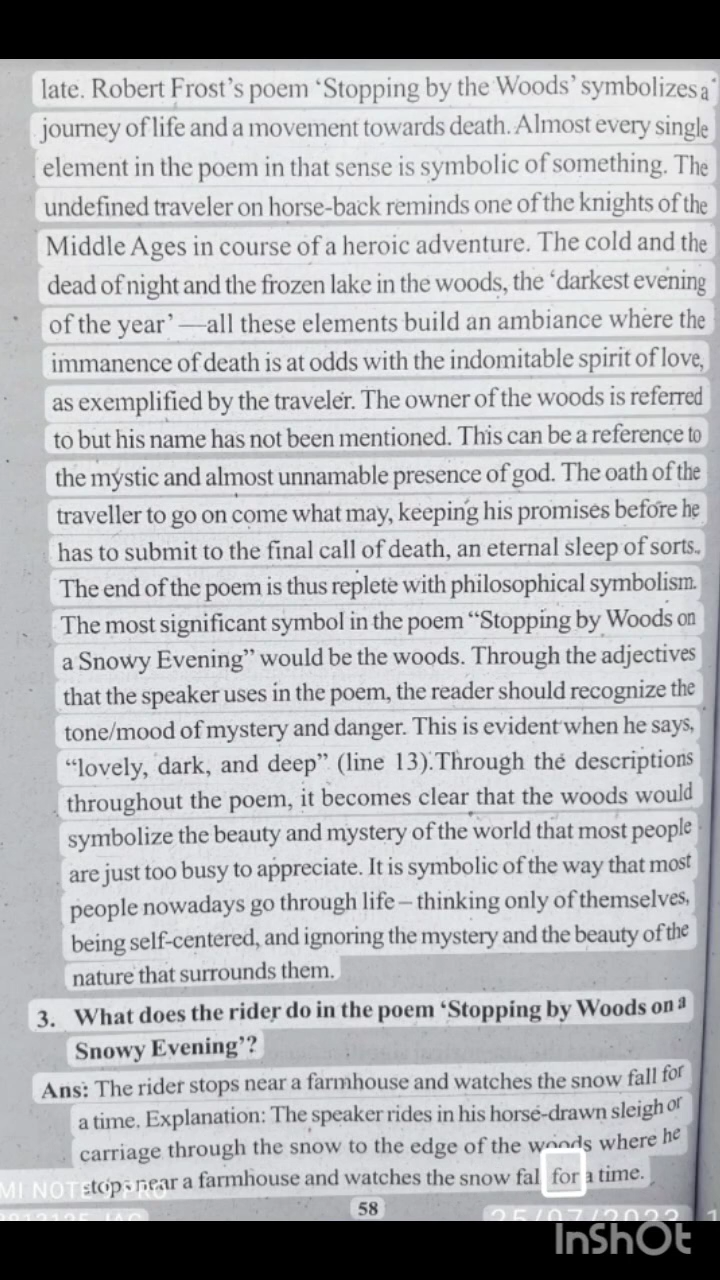 late. Robert Frost's poem ‘Stopping by the Woods’ symbolizes a
journey of life and a movement towards death. Almost every single
element in the poem in that sense is symbolic of something. The
undefined traveler on horse-back reminds one of the knights of the
Middle Ages in course of a heroic adventure. The cold and the
dead of night and the frozen lake in the woods, the ‘darkest evening
of the year’ —all these elements build an ambiance where the
immanence of death is at odds with the indomitable spirit of love,
as exemplified by the traveler. The owner of the woods is referred
to but his name has not been mentioned. This can be a reference to
the mystic and almost unnamable presence of god. The oath of the
traveller to go on come what may, keeping his promises before he
has to submit to the final call of death, an eternal sleep of sorts.
The end of the poem is thus replete with philosophical symbolism.
The most significant symbol in the poem “Stopping by Woods on
a Snowy Evening” would be the woods. Through the adjectives
that the speaker uses in the poem, the reader should recognize the
tone/mood of mystery and danger. This is evident when he says,
“lovely, dark, and deep” (line 13).Through the descriptions
throughout the poem, it becomes clear that the woods would
symbolize the beauty and mystery of the world that most people
are just too busy to appreciate. It is symbolic of the way that most
people nowadays go through life – thinking only of themselves,
being self-centered, and ignoring the mystery and the beauty of the
nature that surrounds them.
3. What does the rider do in the poem ‘Stopping by Woods on a
Snowy Evening’?
Ans: The rider stops near a farmhouse and watches the snow fall for
a time. Explanation: The speaker rides in his horse-drawn sleigh or
carriage through the snow to the edge of the woods where he
stops near a farmhouse and watches the snow fal for a time.
MI NOTE PRO
58
25/07/2023
InShOt